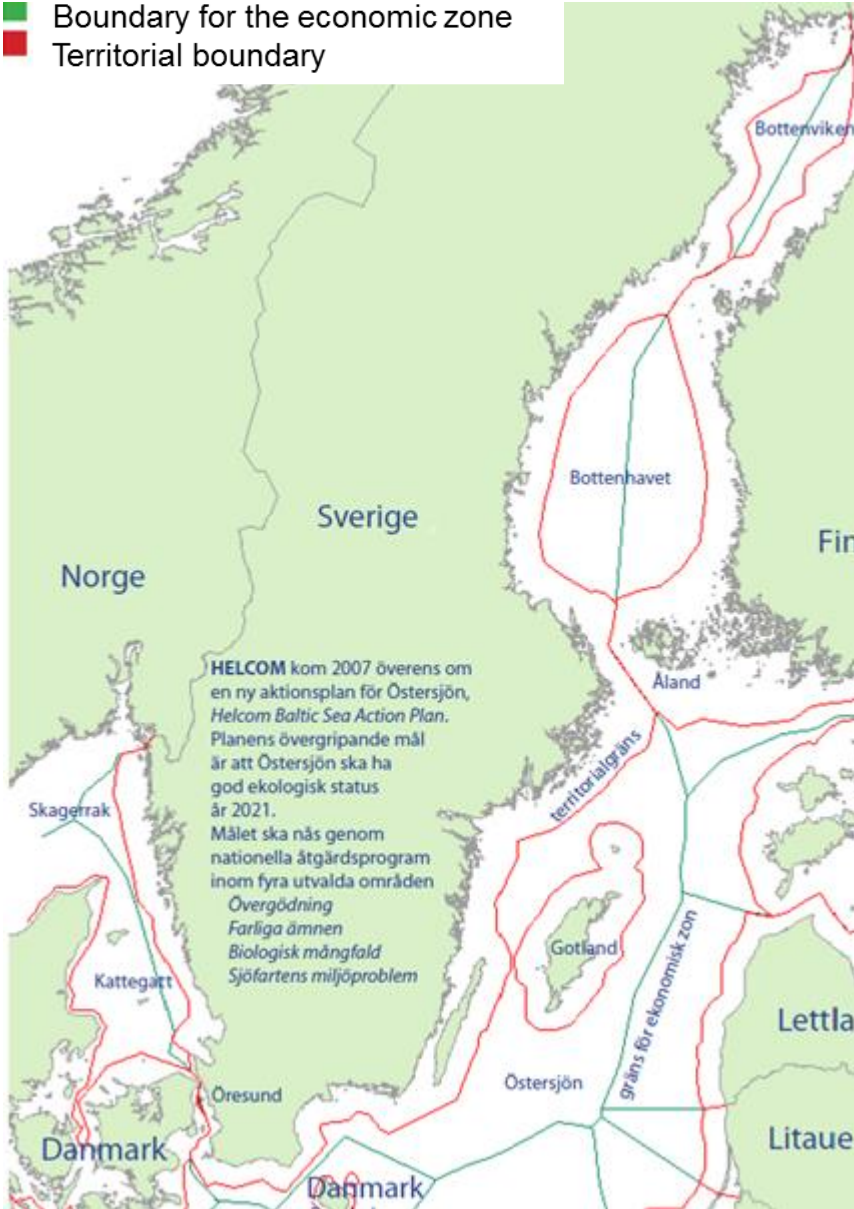 Boundary for the economic zone
Territorial boundary
Bottenviken
Bottenhavet
Sverige
Norge
Fin
Åland
HELCOM kom 2007 överens om
en ny aktionsplan för Östersjön,
Helcom Baltic Sea Action Plan.
Planens övergripande mål
är att Östersjön ska ha
god ekologisk status
år 2021.
Målet ska nås genom
nationella åtgärdsprogram
inom fyra utvalda områden
Övergödning
Farliga ämnen
Biologisk mångfald
Sjöfartens miljöproblem
territorialgräns
Skagerrak
Kattegatt
Gotland
gräns för ekonomisk zon
Lettla
Östersjön
Öresund
Litaue
Danmark
Danmark